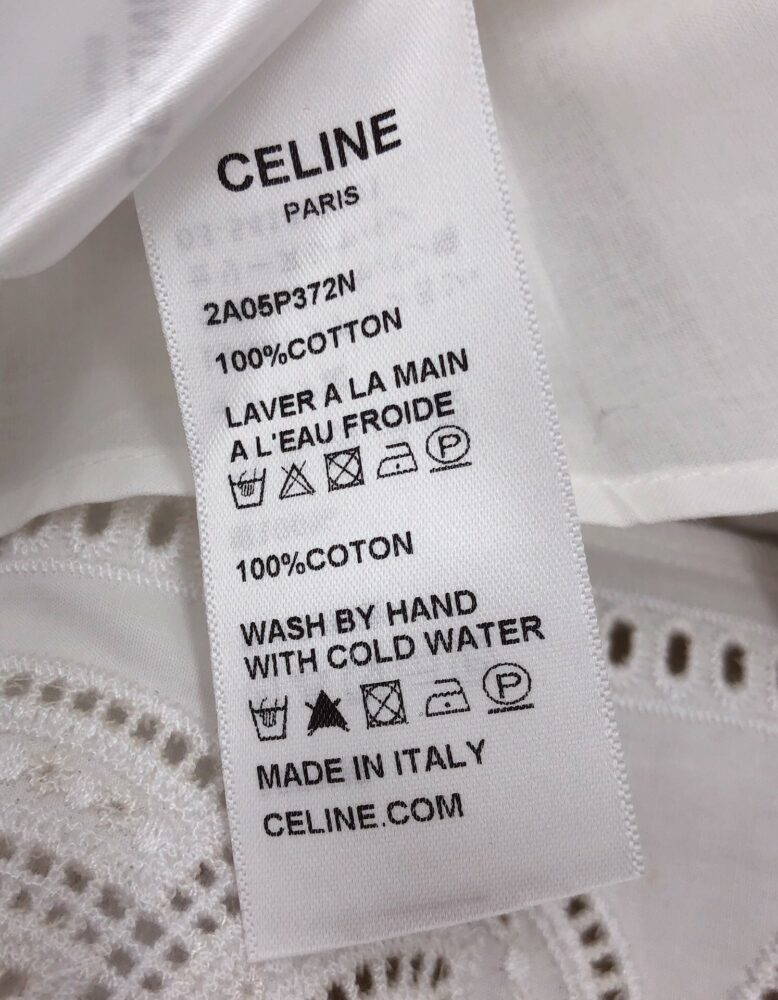 CELINE
PARIS
2A05P372N
100%COTTON
LAVER A LA MAIN
A L'EAU FROIDE
P
100%COTON
WASH BY HAND
WITH COLD WATER
P
MADE IN ITALY
CELINE.COM